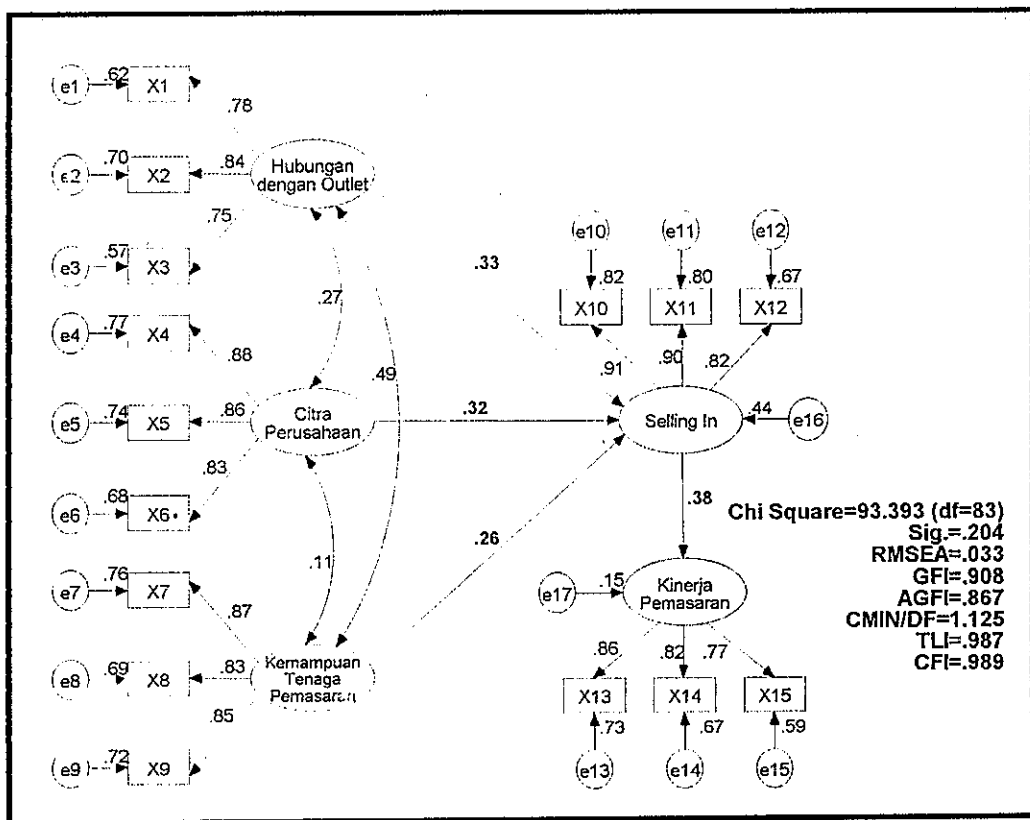 e1
.62
X1
.78
e2
.70
X2
.84
Hubungan
dengan Outlet
.75
e3
.57
X3
.27
.49
.33
e4
.77
X4
.88
e5
.74
X5
.86
Citra
Perusahaan
.32
.83
e6
.68
X6
.11
.26
e7
.76
X7
.87
e8
.69
X8
.83
Kemampuan
Tenaga
Pemasaran
.85
e9
.72
X9
e10
e11
e12
.82
.80
.67
X10
X11
X12
.91
.90
.82
Selling In
.44
e16
.38
e17
.15
Kinerja
Pemasaran
.86
.82
.77
X13
X14
X15
.73
.67
.59
e13
e14
e15
Chi Square=93.393 (df=83)
Sig.=.204
RMSEA=.033
GFI=.908
AGFI=.867
CMIN/DF=1.125
TLI=.987
CFI=.989